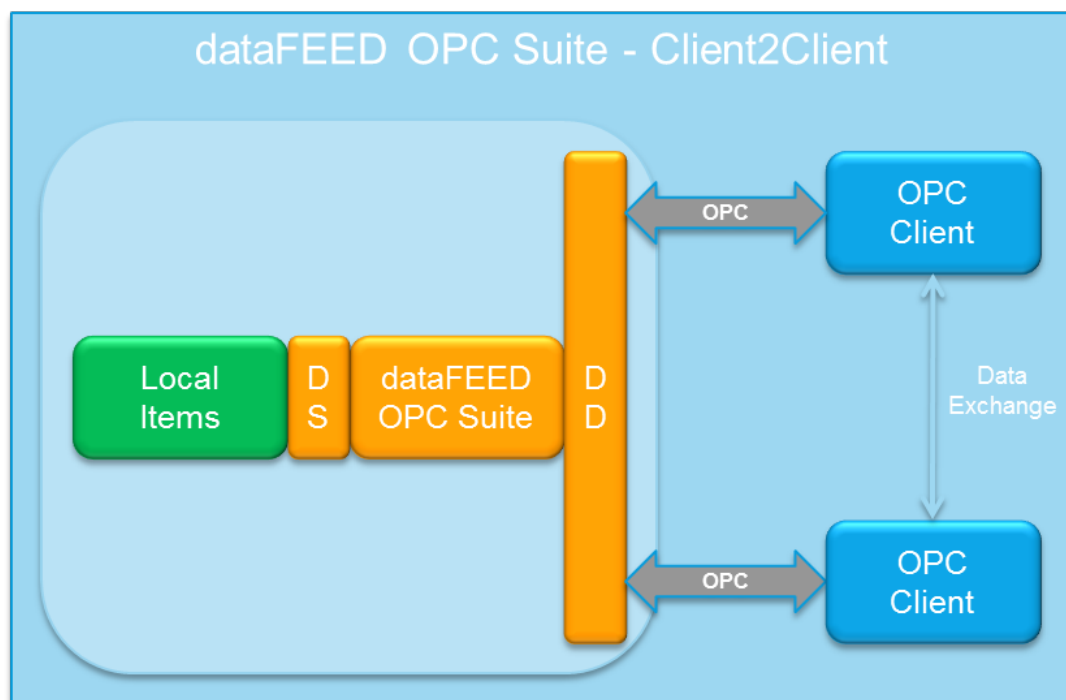 dataFEED OPC Suite - Client2Client
OPC
OPC
Client
Local
Items
D
S
dataFEED
OPC Suite
D
D
Data
Exchange
OPC
OPC
Client